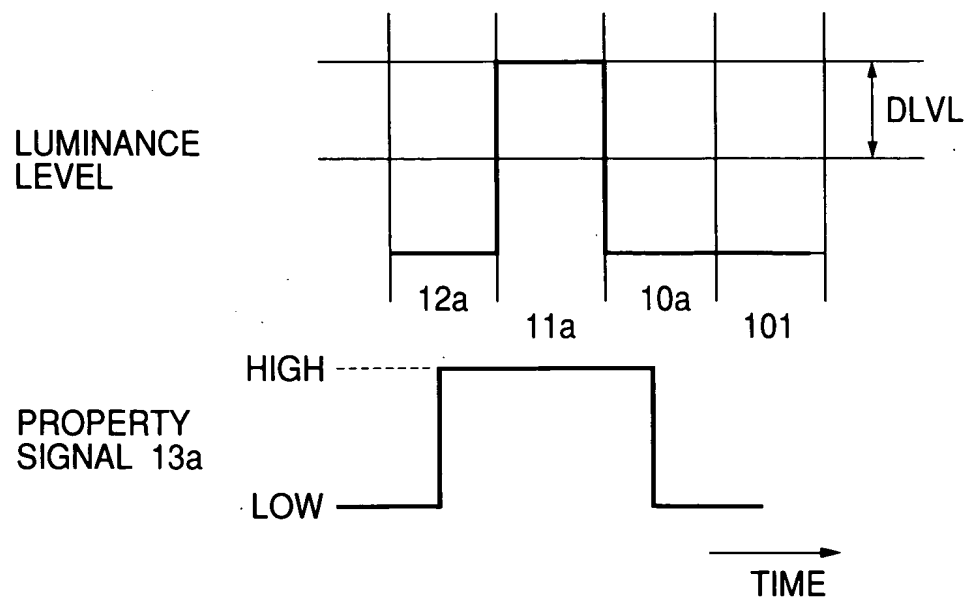 DLVL
LUMINANCE
LEVEL
12a
11a
10a
101
HIGH
PROPERTY
SIGNAL 13a
LOW
TIME